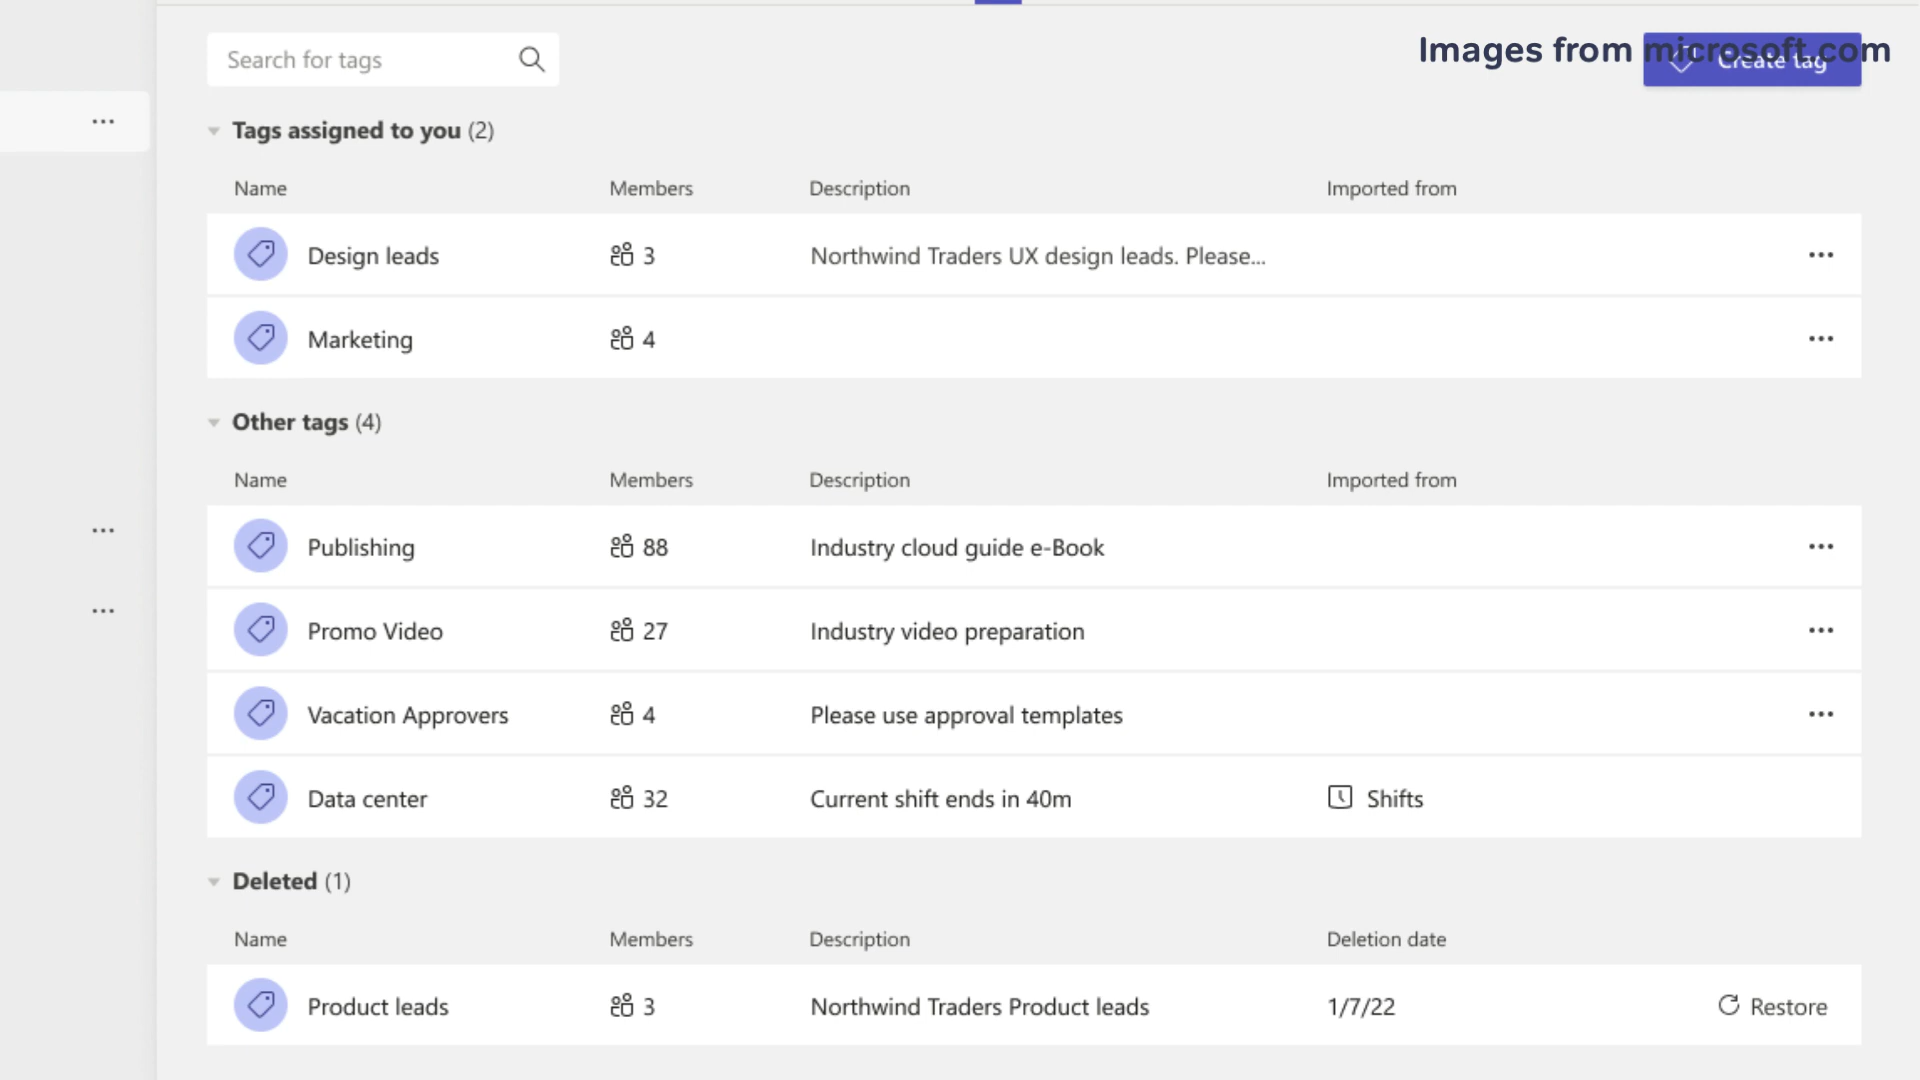 Search for tags
Images from microsoft.com
Create tag
Tags assigned to you (2)
Name Members Description Imported from
Design leads 3 Northwind Traders UX design leads. Please...
Marketing 4
Other tags (4)
Name Members Description Imported from
Publishing 88 Industry cloud guide e-Book
Promo Video 27 Industry video preparation
Vacation Approvers 4 Please use approval templates
Data center 32 Current shift ends in 40m Shifts
Deleted (1)
Name Members Description Deletion date
Product leads 3 Northwind Traders Product leads 1/7/22 Restore